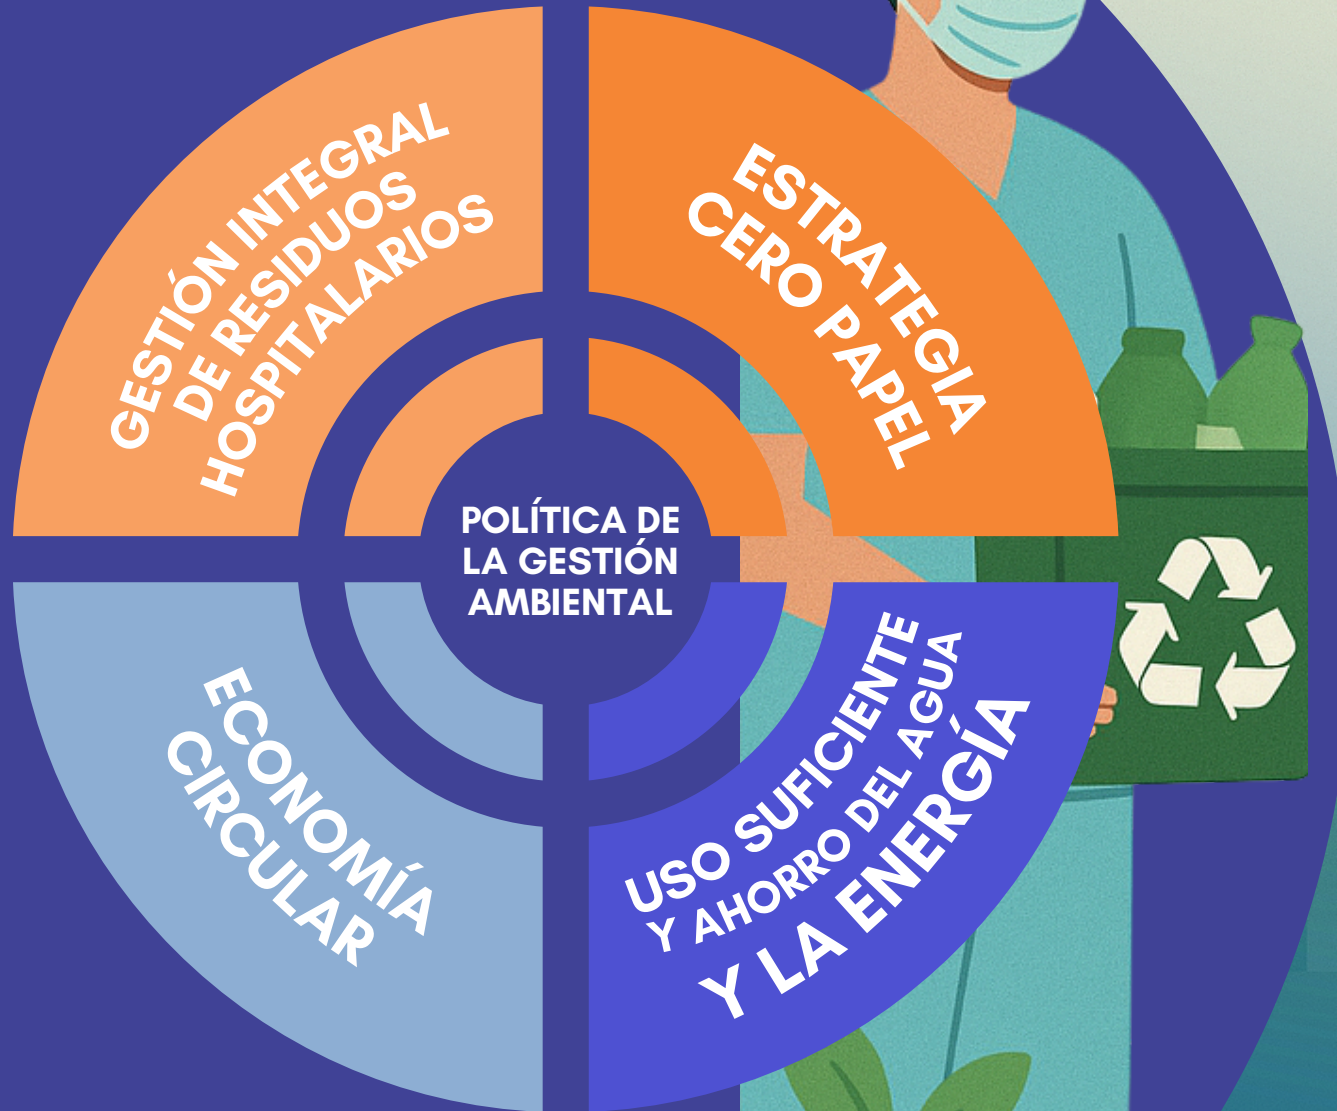 GESTIÓN INTEGRAL
DE RESIDUOS
HOSPITALARIOS
ESTRATEGIA
CERO PAPEL
POLÍTICA DE
LA GESTIÓN
AMBIENTAL
ECONOMÍA
CIRCULAR
USO SUFICIENTE
Y AHORRO DEL AGUA
Y LA ENERGÍA